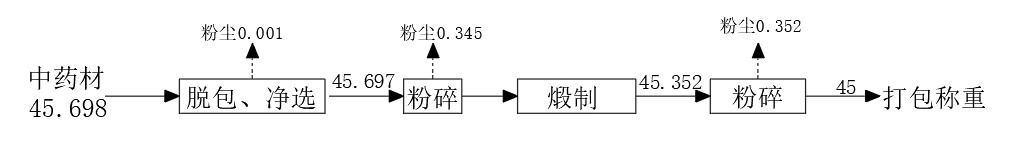 粉尘0.001
粉尘0.345
粉尘0.352
中药材
45.698
脱包、净选
45.697
粉碎
煅制
45.352
粉碎
45
打包称重